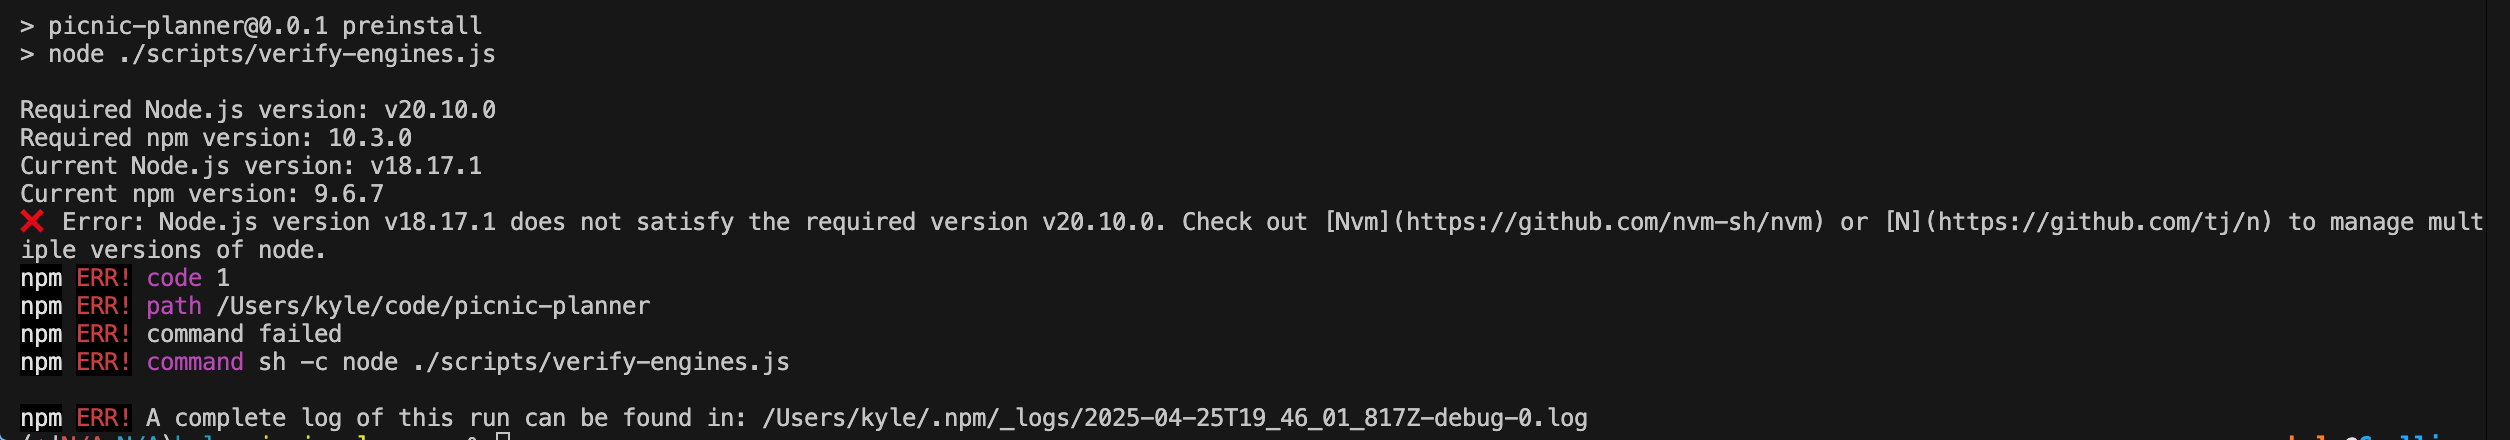 > picnic-planner@0.0.1 preinstall
> node ./scripts/verify-engines.js
Required Node.js version: v20.10.0
Required npm version: 10.3.0
Current Node.js version: v18.17.1
Current npm version: 9.6.7
❌ Error: Node.js version v18.17.1 does not satisfy the required version v20.10.0. Check out [Nvm](https://github.com/nvm-sh/nvm) or [N](https://github.com/tj/n) to manage mult
iple versions of node.
npm ERR! code 1
npm ERR! path /Users/kyle/code/picnic-planner
npm ERR! command failed
npm ERR! command sh -c node ./scripts/verify-engines.js
npm ERR! A complete log of this run can be found in: /Users/kyle/.npm/_logs/2025-04-25T19_46_01_817Z-debug-0.log